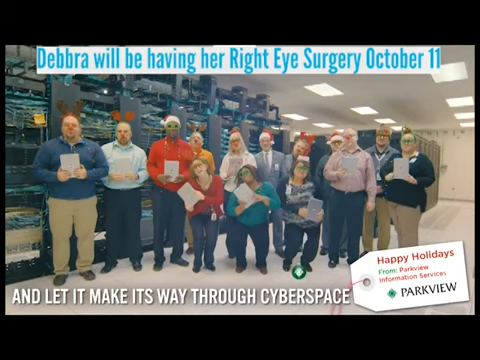 Debbra will be having her Right Eye Surgery October 11
Happy Holidays
From: Parkview
Information Services
PARKVIEW
AND LET IT MAKE ITS WAY THROUGH CYBERSPACE